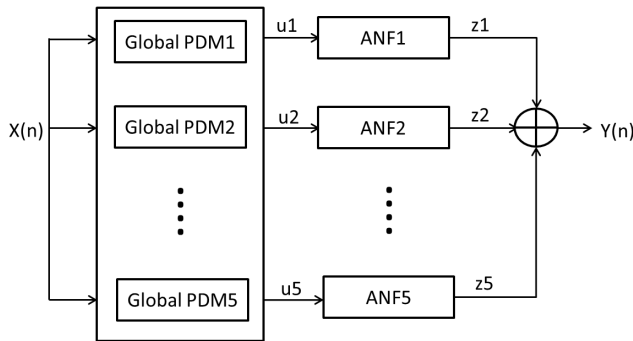 Global PDM1
u1
ANF1
z1
X(n)
Global PDM2
u2
ANF2
z2
Y(n)
Global PDM5
u5
ANF5
z5